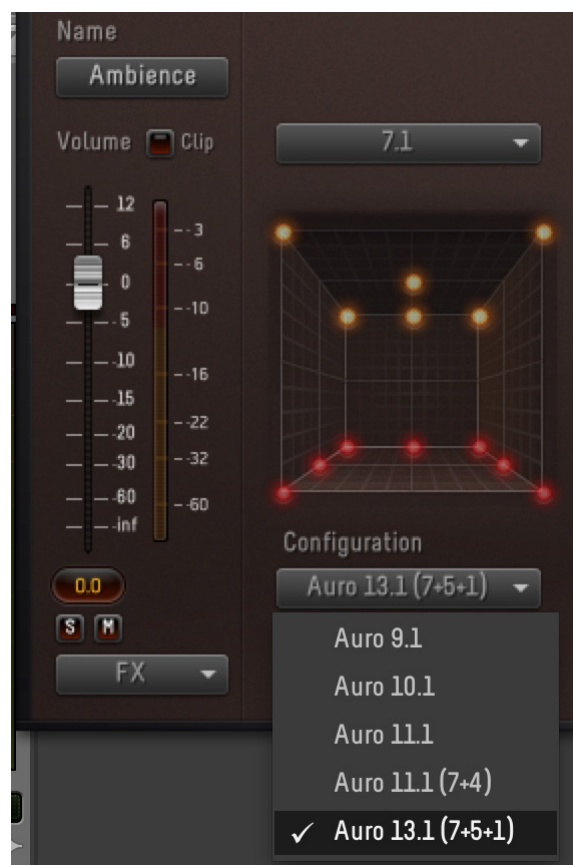 Name
Ambience
Volume Clip
7.1
12
6
0
-5
-10
-15
-20
-30
-60
-inf
--3
--6
--10
--16
--22
--32
--60
Configuration
0.0
Auro 13.1 (7+5+1)
S M
FX
Auro 9.1
Auro 10.1
Auro 11.1
Auro 11.1 (7+4)
✓ Auro 13.1 (7+5+1)